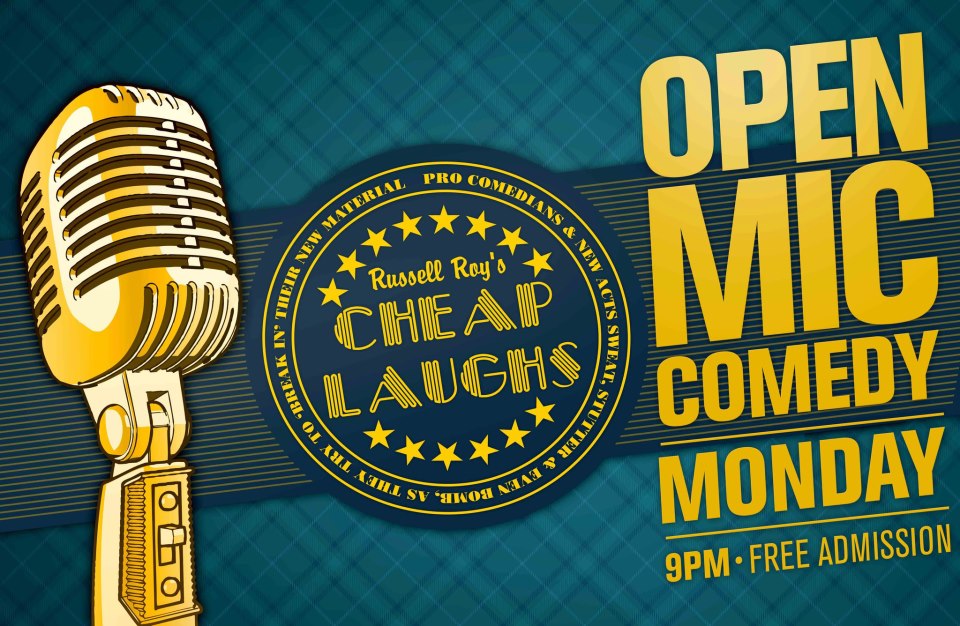 PRO COMEDIANS & NEW ACTS SWEAT, STUTTER & EVEN BOMB, AS THEY TRY TO 'BREAK IN' THEIR NEW MATERIAL
Russell Roy's
CHEAP
LAUGHS
OPEN
MIC
COMEDY
MONDAY
9PM • FREE ADMISSION